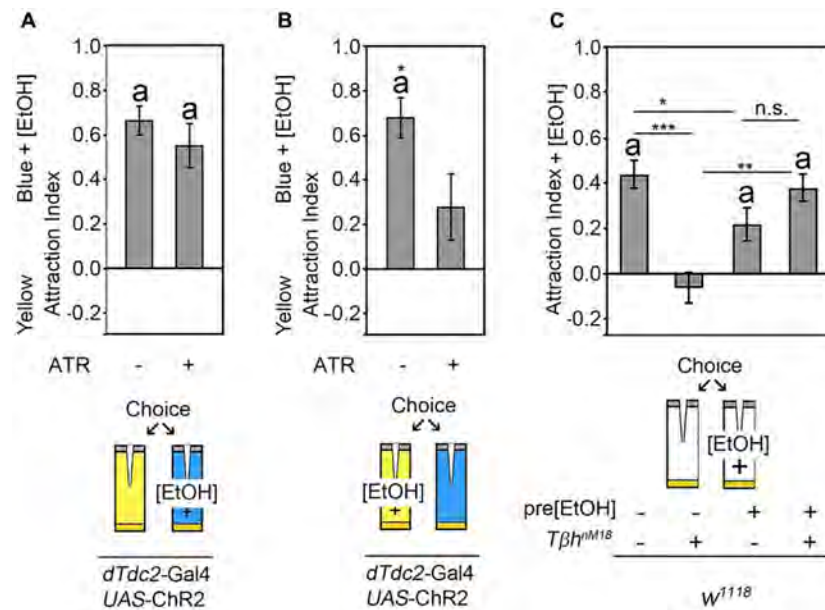 A
Blue + [EtOH]
Attraction Index
Yellow
1.0
0.8
0.6
0.4
0.2
0.0
-0.2
a
a
ATR - +
Choice
[EtOH]
+
dTdc2-Gal4
UAS-ChR2
B
Blue + [EtOH]
Attraction Index
Yellow
1.0
0.8
0.6
0.4
0.2
0.0
-0.2
*
a
ATR - +
Choice
[EtOH]
+
dTdc2-Gal4
UAS-ChR2
C
Attraction Index + [EtOH]
1.0
0.8
0.6
0.4
0.2
0.0
-0.2
* n.s.
***
**
a
a
a
Choice
[EtOH]
+
pre[EtOH] - - + +
Tβhⁿᴹ¹⁸ - + - +
w¹¹¹⁸